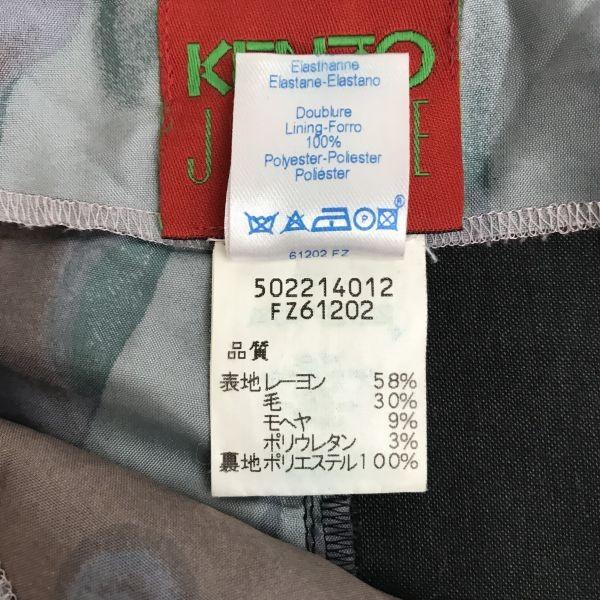 KENZO
Elasthanne
Elastane-Elastano
Doublure
Lining-Forro
100%
Polyester-Poliester
Poliéster
61202 FZ
502214012
FZ61202
品質
表地レーヨン 58%
毛 30%
モヘヤ 9%
ポリウレタン 3%
裏地ポリエステル100%